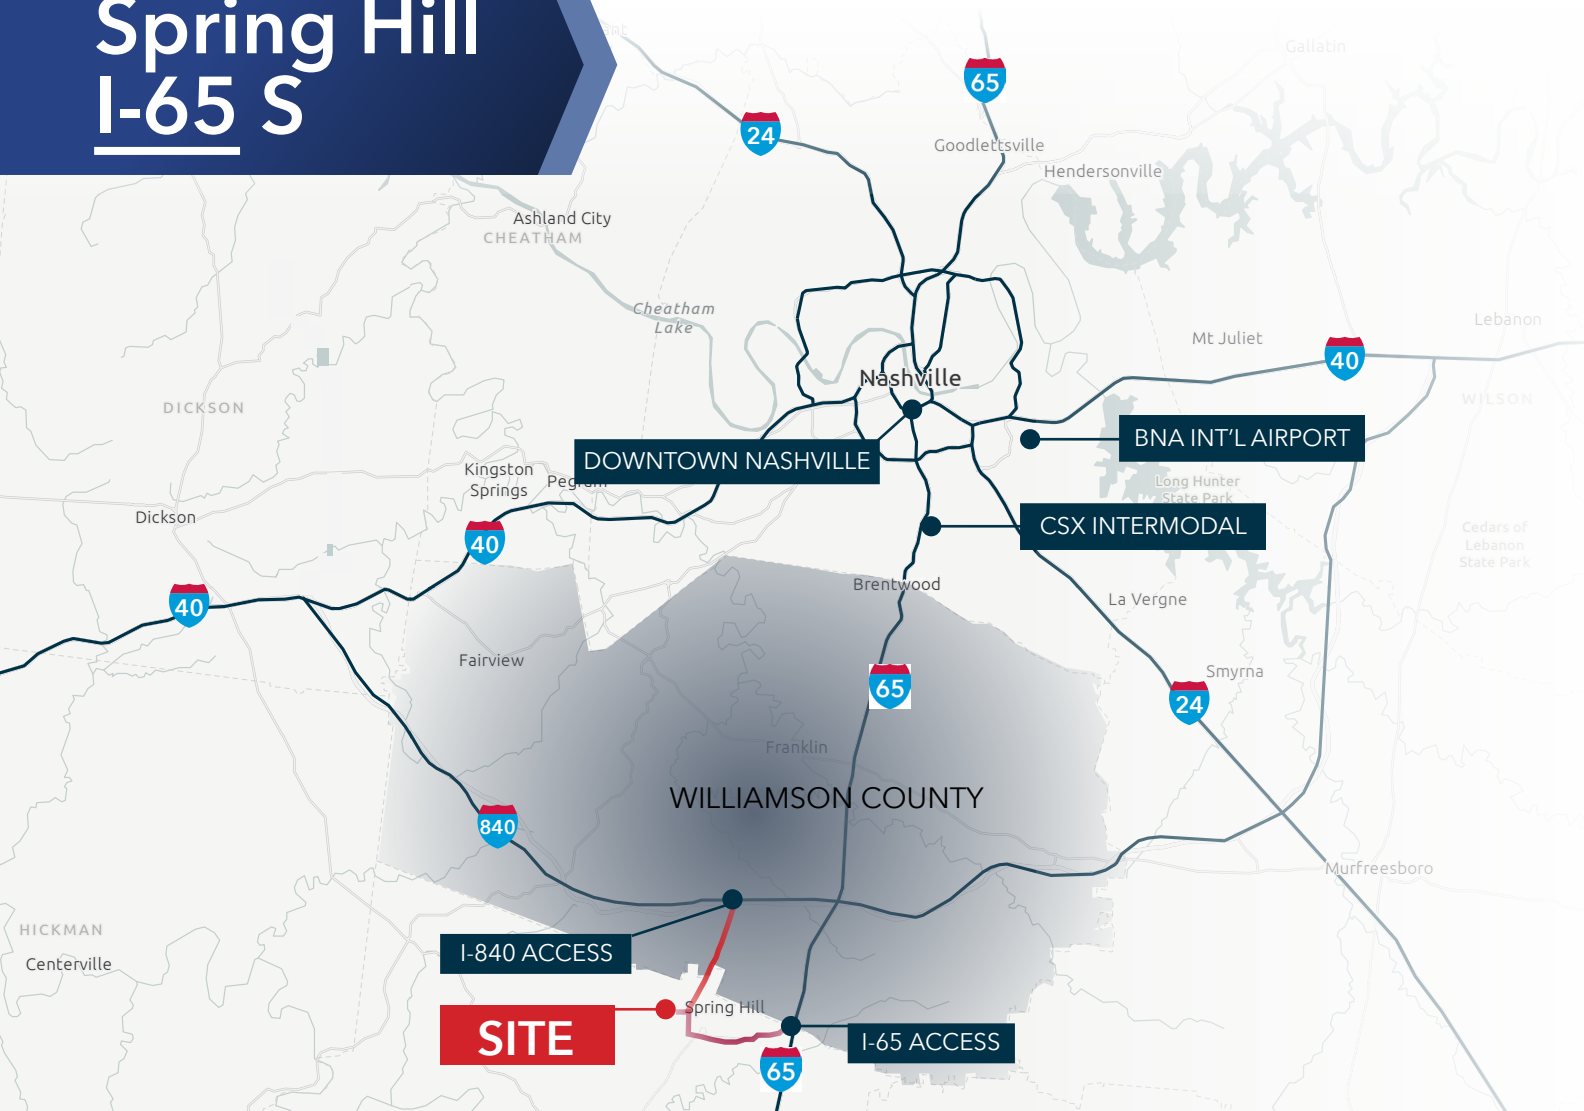 Spring Hill
I-65 S
65
Gallatin
24
Goodlettsville
Hendersonville
Ashland City
CHEATHAM
Cheatham
Lake
Lebanon
Mt Juliet
40
Nashville
WILSON
DICKSON
BNA INT'L AIRPORT
DOWNTOWN NASHVILLE
Kingston
Springs
Pegram
Long Hunter
State Park
Dickson
CSX INTERMODAL
Cedars of
Lebanon
State Park
40
Brentwood
40
La Vergne
Fairview
Smyrna
65
24
Franklin
WILLIAMSON COUNTY
840
Murfreesboro
HICKMAN
Centerville
I-840 ACCESS
Spring Hill
SITE
I-65 ACCESS
65